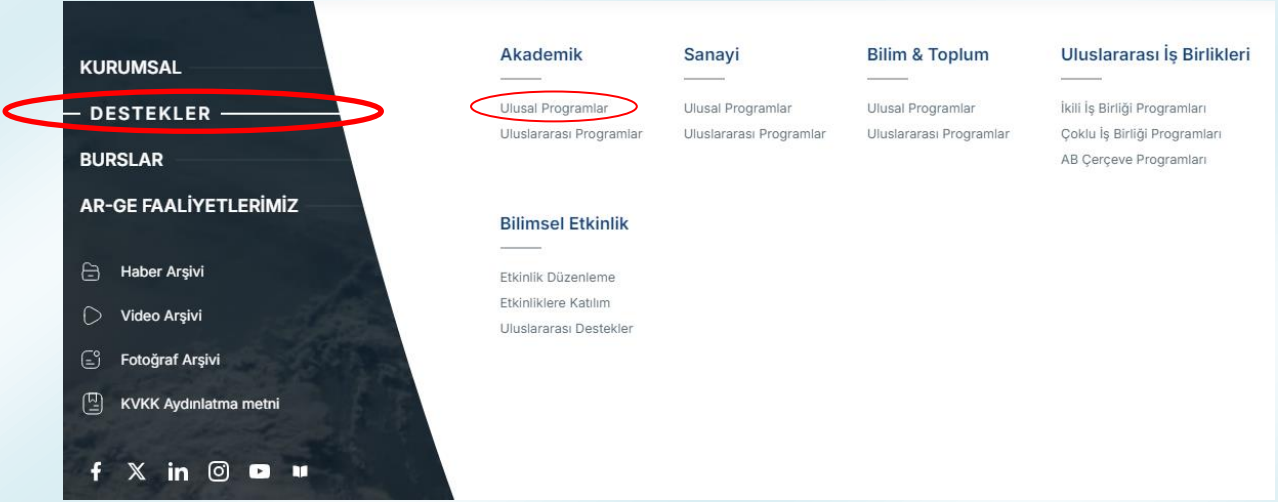 KURUMSAL
DESTEKLER
BURSLAR
AR-GE FAALİYETLERİMİZ
Haber Arşivi
Video Arşivi
Fotoğraf Arşivi
KVKK Aydınlatma metni
Akademik
Ulusal Programlar
Uluslararası Programlar
Sanayi
Ulusal Programlar
Uluslararası Programlar
Bilim & Toplum
Ulusal Programlar
Uluslararası Programlar
Uluslararası İş Birlikleri
İkili İş Birliği Programları
Çoklu İş Birliği Programları
AB Çerçeve Programları
Bilimsel Etkinlik
Etkinlik Düzenleme
Etkinliklere Katılım
Uluslararası Destekler